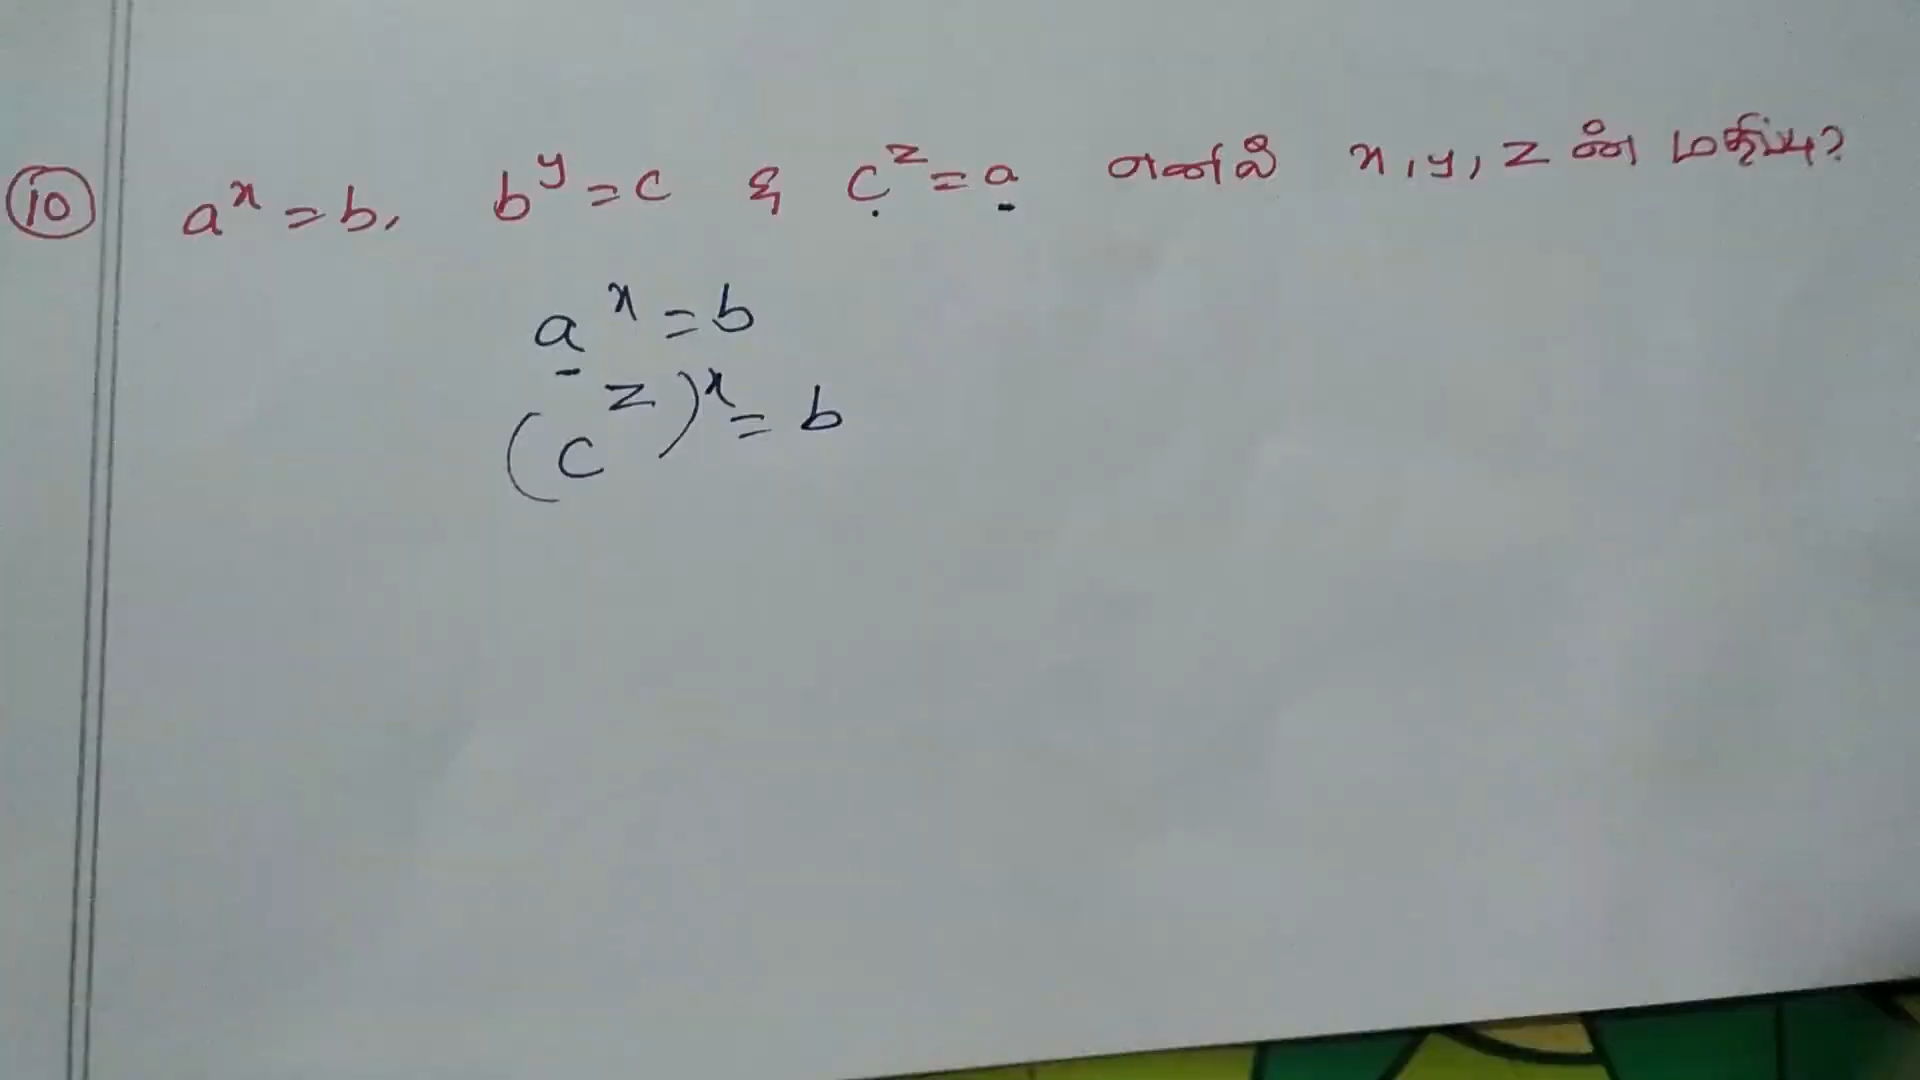 10 a^x = b, b^y = c & c^z = a எனில் x, y, z ன் மதிப்பு?
a^x = b
(c^z)^x = b